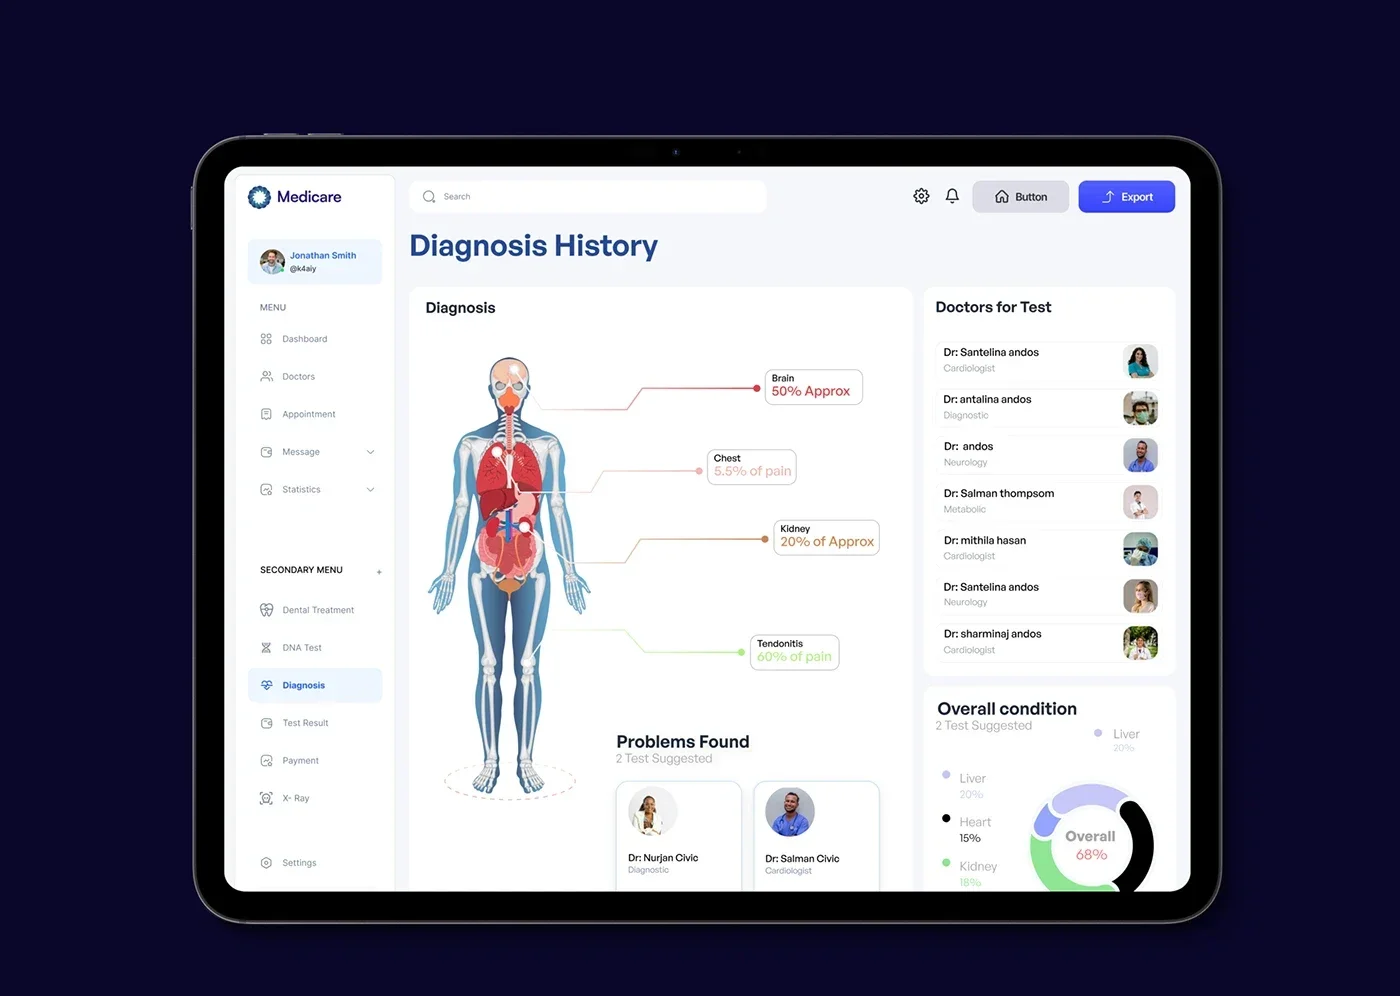 Medicare
Jonathan Smith
@k4aiy
MENU
Dashboard
Doctors
Appointment
Message
Statistics
SECONDARY MENU +
Dental Treatment
DNA Test
Diagnosis
Test Result
Payment
X- Ray
Settings
Search
Button
Export
Diagnosis History
Diagnosis
Brain
50% Approx
Chest
5.5% of pain
Kidney
20% of Approx
Tendonitis
60% of pain
Problems Found
2 Test Suggested
Dr: Nurjan Civic
Diagnostic
Dr: Salman Civic
Cardiologist
Doctors for Test
Dr: Santelina andos
Cardiologist
Dr: antalina andos
Diagnostic
Dr: andos
Neurology
Dr: Salman thompsom
Metabolic
Dr: mithila hasan
Cardiologist
Dr: Santelina andos
Neurology
Dr: sharminaj andos
Cardiologist
Overall condition
2 Test Suggested
Liver
20%
Liver
20%
Heart
15%
Kidney
18%
Overall
68%